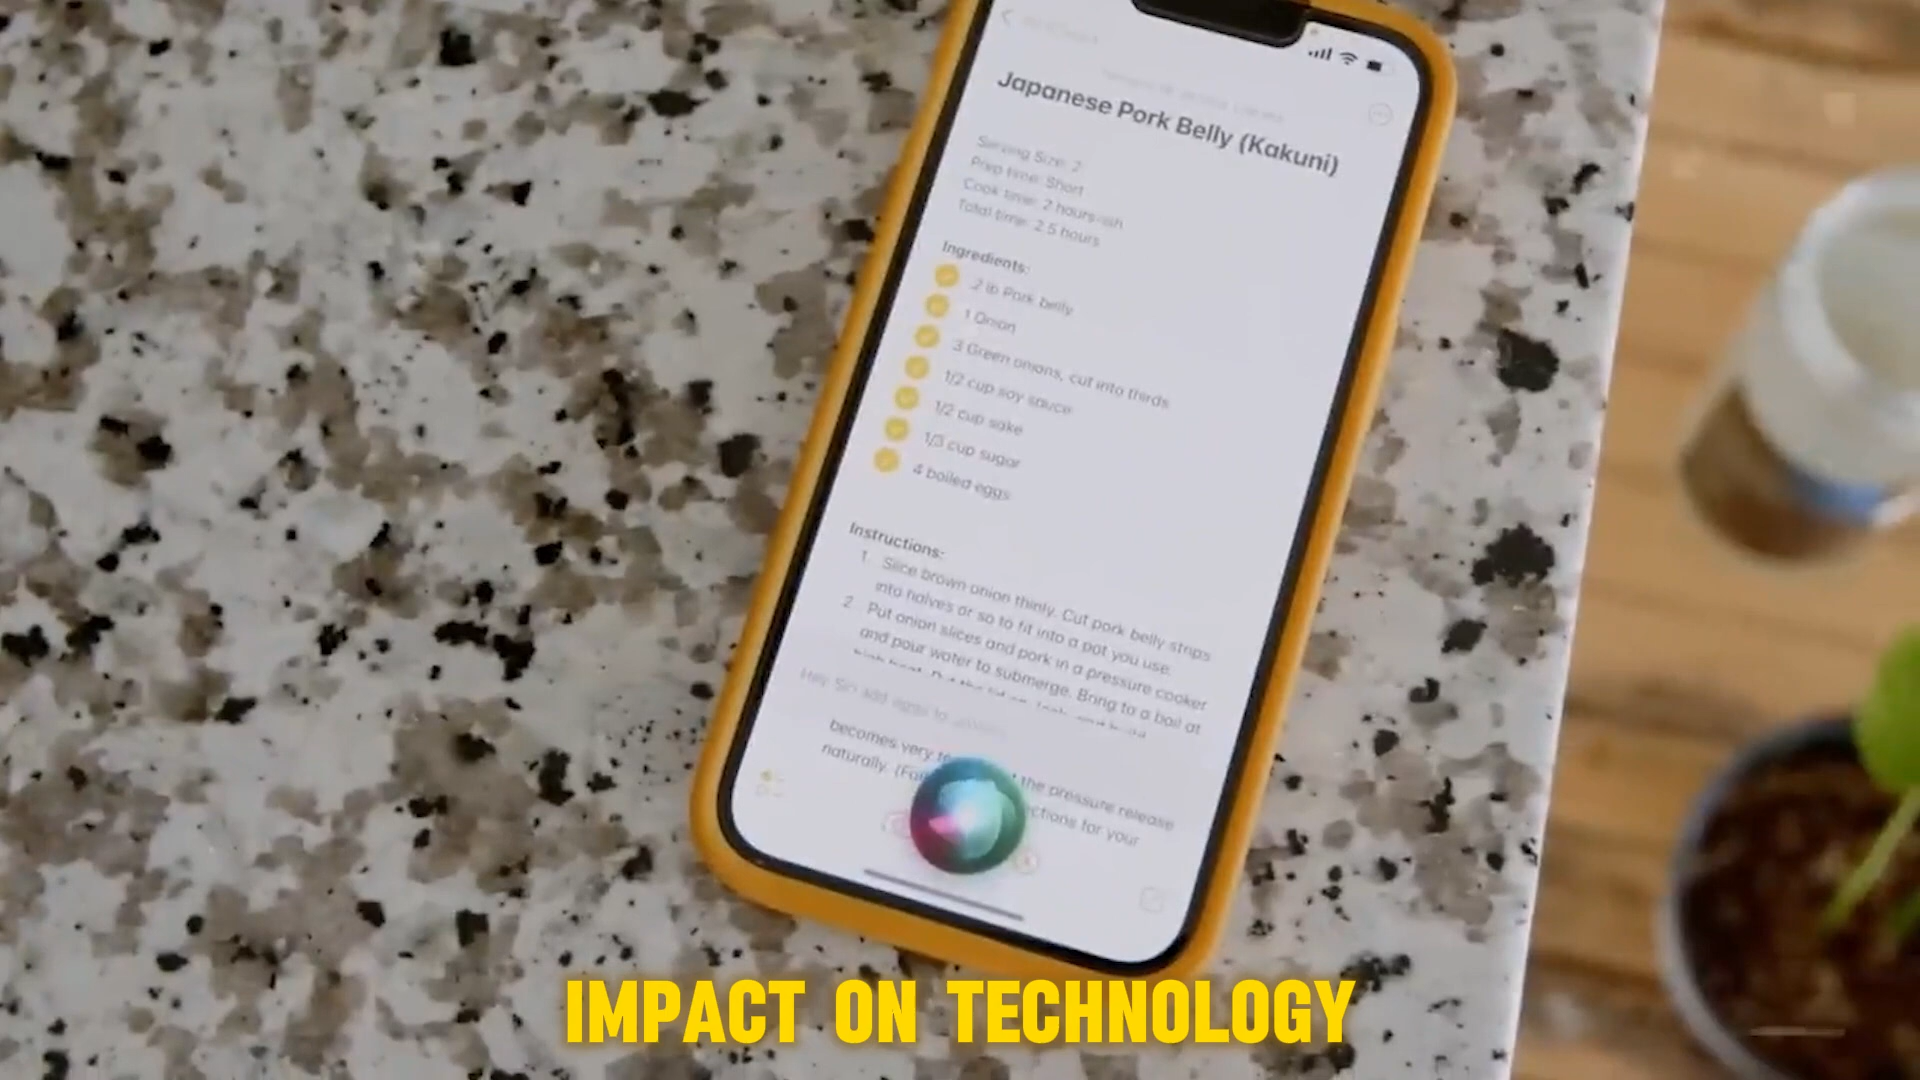 Japanese Pork Belly (Kakuni)
Serving Size: 2
Prep time: Short
Cook time: 2 hours-ish
Total time: 2.5 hours
Ingredients:
2 lb Pork belly
1 Onion
3 Green onions, cut into thirds
1/2 cup soy sauce
1/2 cup sake
1/3 cup sugar
4 boiled eggs
Instructions:
1. Slice brown onion thinly. Cut pork belly strips
into halves or so to fit into a pot you use.
2. Put onion slices and pork in a pressure cooker
and pour water to submerge. Bring to a boil at
Hey Siri add eggs to
becomes very the pressure release
naturally. ctions for your
IMPACT ON TECHNOLOGY